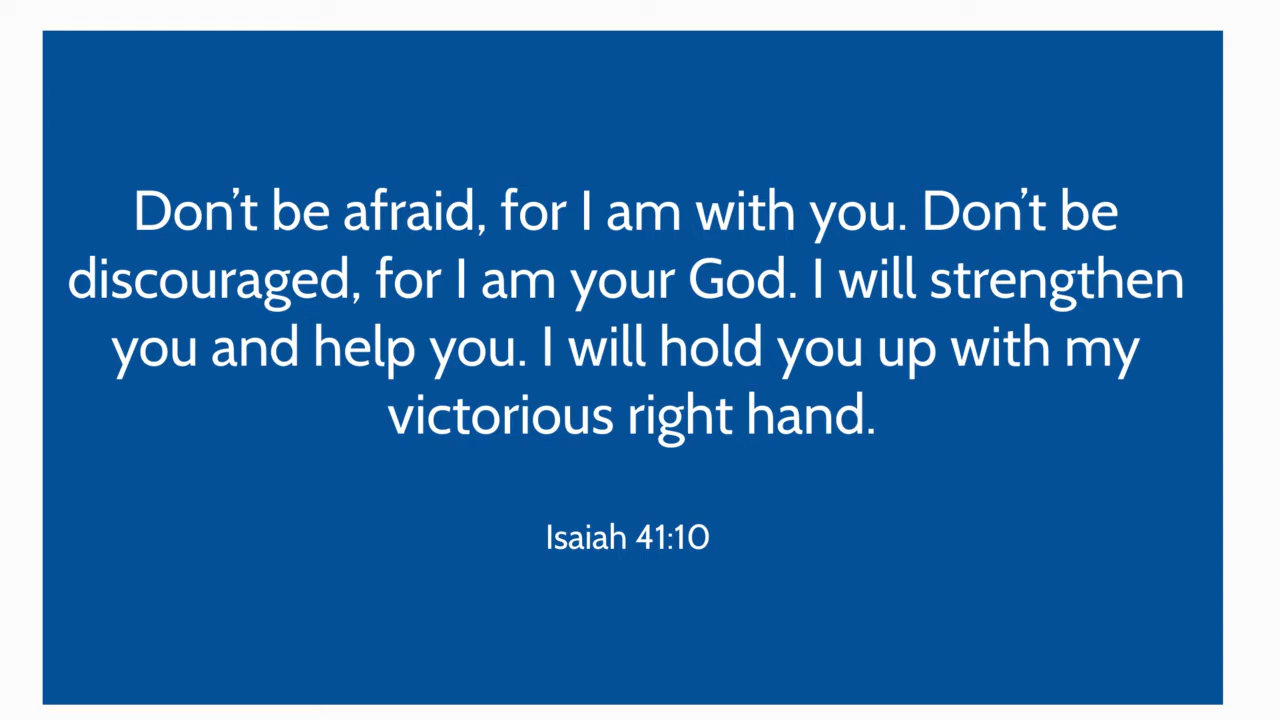 Don’t be afraid, for I am with you. Don’t be
discouraged, for I am your God. I will strengthen
you and help you. I will hold you up with my
victorious right hand.
Isaiah 41:10